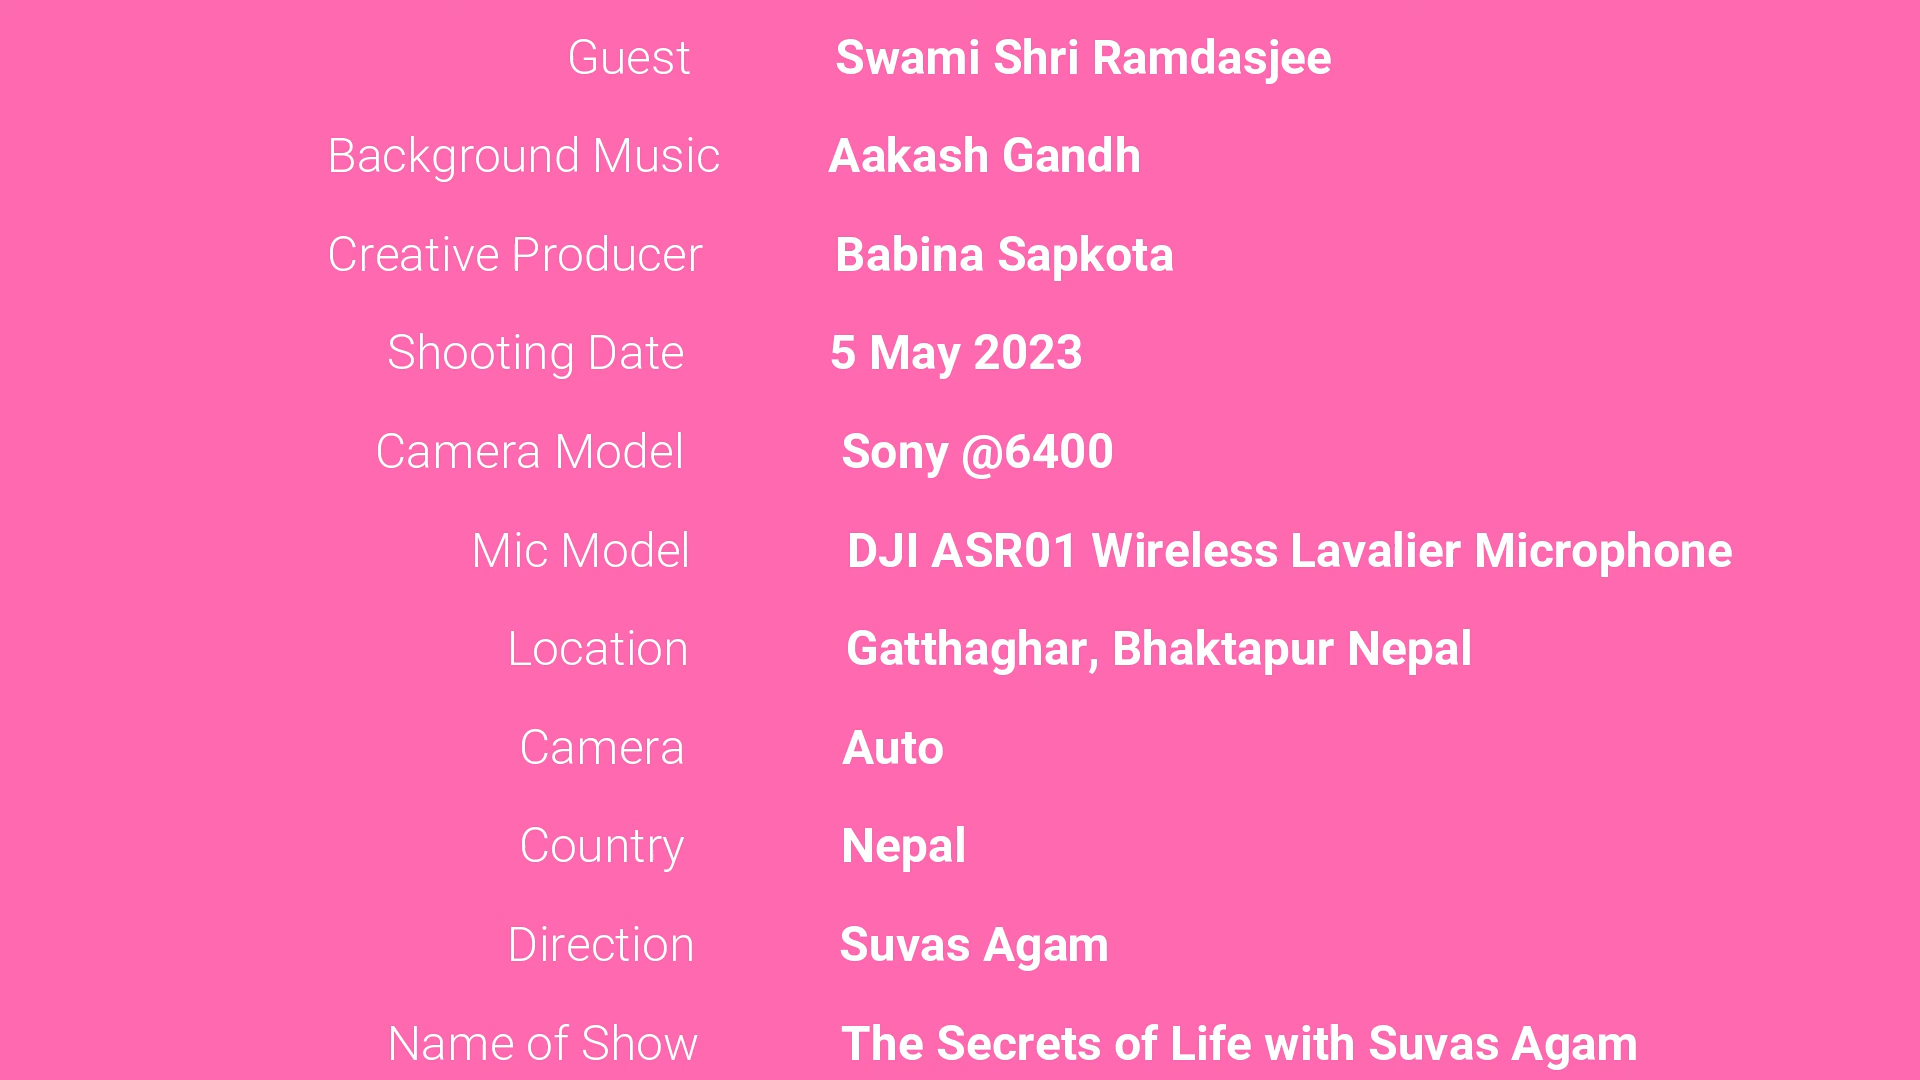 Guest Swami Shri Ramdasjee
Background Music Aakash Gandh
Creative Producer Babina Sapkota
Shooting Date 5 May 2023
Camera Model Sony @6400
Mic Model DJI ASR01 Wireless Lavalier Microphone
Location Gatthaghar, Bhaktapur Nepal
Camera Auto
Country Nepal
Direction Suvas Agam
Name of Show The Secrets of Life with Suvas Agam